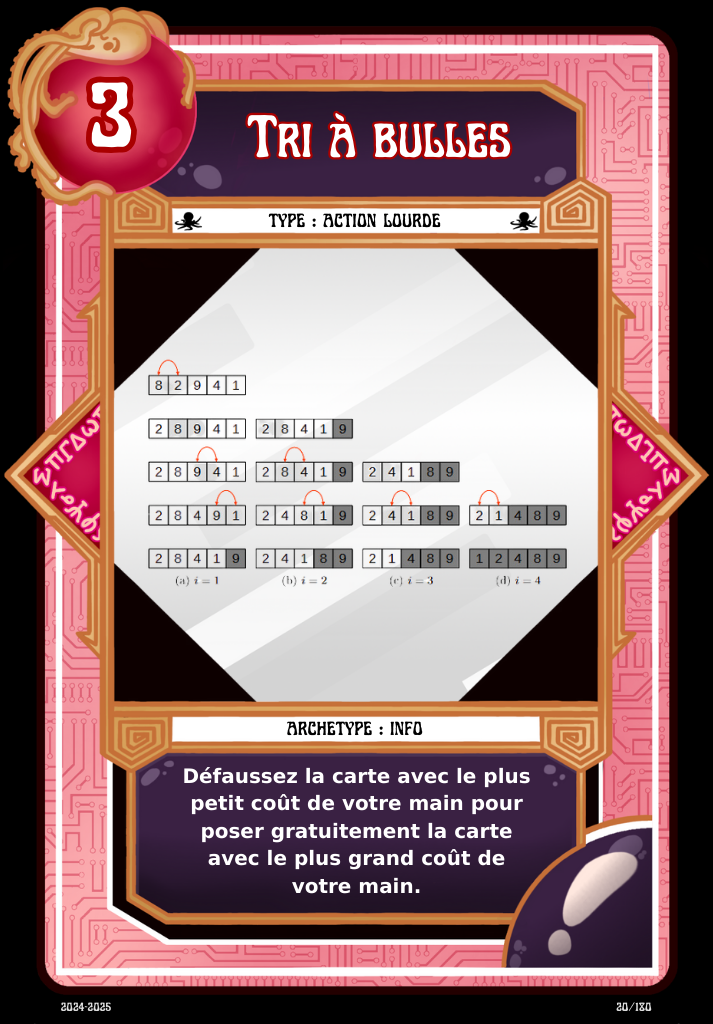 3
Tri à bulles
TYPE : ACTION LOURDE
8 2 9 4 1
2 8 9 4 1
2 8 4 1 9
2 8 9 4 1
2 8 4 1 9
2 4 1 8 9
2 8 4 9 1
2 4 8 1 9
2 4 1 8 9
2 1 4 8 9
2 8 4 1 9
2 4 1 8 9
2 1 4 8 9
1 2 4 8 9
(a) i = 1
(b) i = 2
(c) i = 3
(d) i = 4
ARCHETYPE : INFO
Défaussez la carte avec le plus
petit coût de votre main pour
poser gratuitement la carte
avec le plus grand coût de
votre main.
2024-2025
20/180